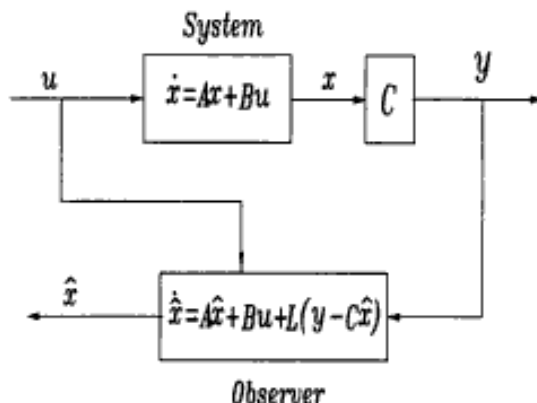 System
u
ẋ=Ax+Bu
x
C
y
x̂
x̂̇=Ax̂+Bu+L(y-Cx̂)
Observer